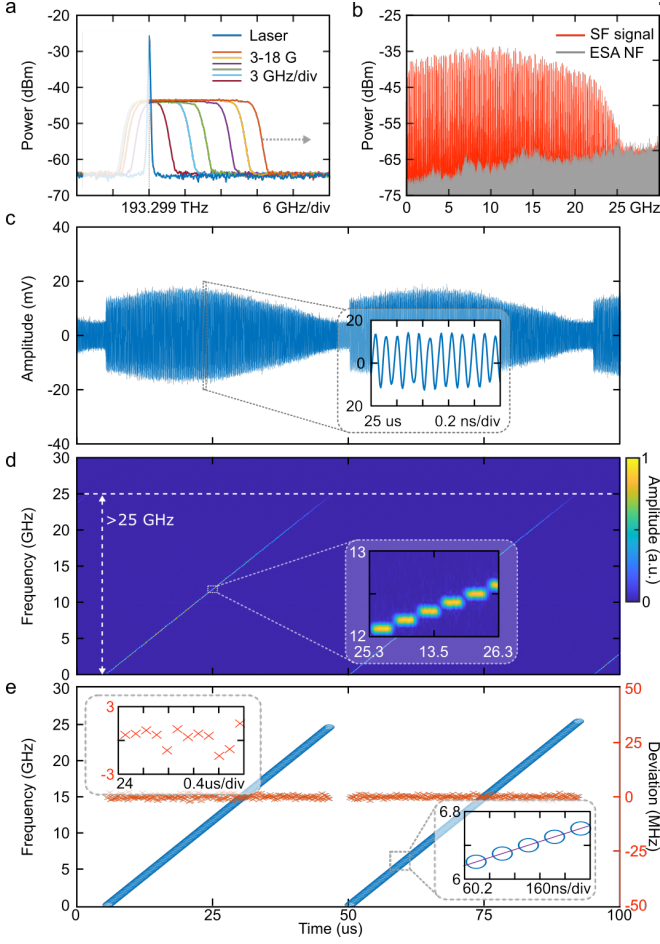 a
-20
-30
-40
-50
-60
-70
Power (dBm)
Laser
3-18 G
3 GHz/div
193.299 THz
6 GHz/div
b
-25
-35
-45
-55
-65
-75
Power (dBm)
SF signal
ESA NF
0
5
10
15
20
25 GHz
c
40
20
0
-20
-40
Amplitude (mV)
20
0
20
25 us
0.2 ns/div
d
30
25
20
15
10
5
0
Frequency (GHz)
>25 GHz
13
12
25.3
13.5
26.3
1
0
Amplitude (a.u.)
e
30
25
20
15
10
5
0
Frequency (GHz)
3
-3
24
0.4us/div
6.8
6
60.2
160ns/div
50
25
0
-25
-50
Deviation (MHz)
0
25
50
75
100
Time (us)